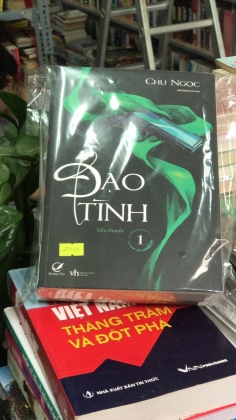 CHU NGỌC
ĐẠO
TÌNH
Tiểu thuyết
1
VIỆT NAM
THĂNG TRẦM
VÀ ĐỘT PHÁ
NHÀ XUẤT BẢN TRI THỨC